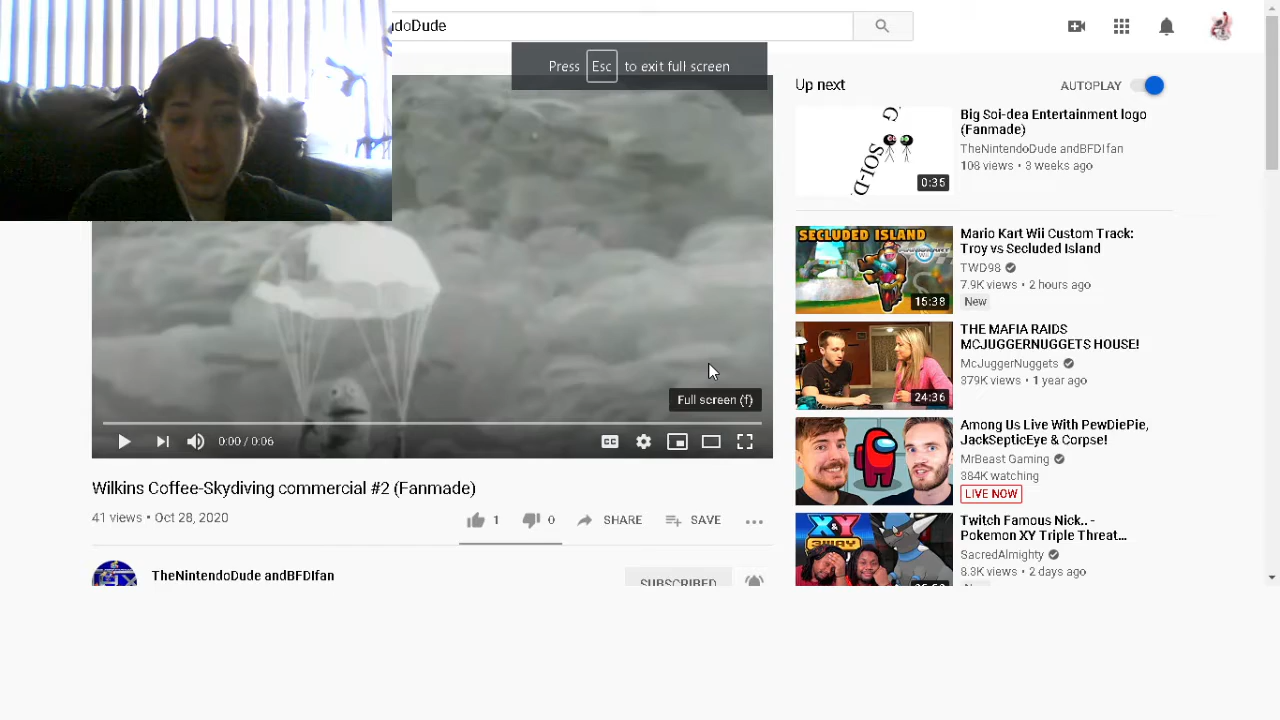 doDude
Press Esc to exit full screen
Full screen (f)
0:00 / 0:06
CC
Wilkins Coffee-Skydiving commercial #2 (Fanmade)
41 views • Oct 28, 2020
1
0
SHARE
SAVE
TheNintendoDude andBFDIfan
SUBSCRIBED
Up next
AUTOPLAY
SOI-D
0:35
Big Soi-dea Entertainment logo
(Fanmade)
TheNintendoDude andBFDIfan
108 views • 3 weeks ago
SECLUDED ISLAND
15:38
Mario Kart Wii Custom Track:
Troy vs Secluded Island
TWD98
7.9K views • 2 hours ago
New
24:36
THE MAFIA RAIDS
MCJUGGERNUGGETS HOUSE!
McJuggerNuggets
379K views • 1 year ago
Among Us Live With PewDiePie,
JackSepticEye & Corpse!
MrBeast Gaming
384K watching
LIVE NOW
X&Y
3WAY
Twitch Famous Nick.. -
Pokemon XY Triple Threat...
SacredAlmighty
8.3K views • 2 days ago